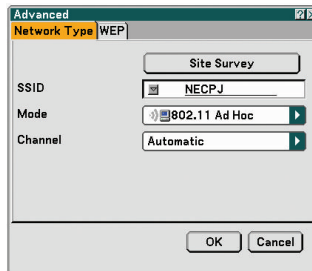 Advanced
Network Type WEP
Site Survey
SSID NECPJ
Mode 802.11 Ad Hoc
Channel Automatic
OK Cancel